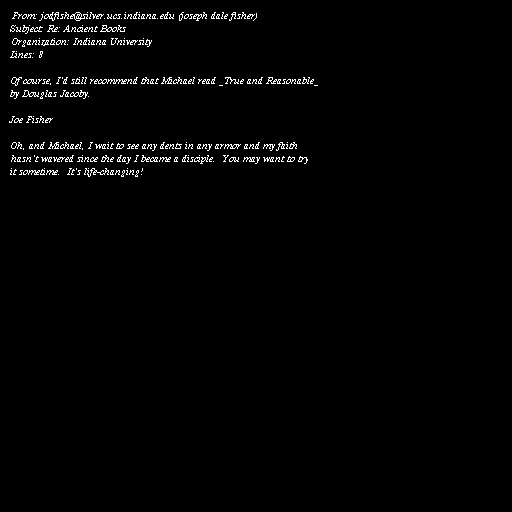 From: jodfishe@silver.ucs.indiana.edu (joseph dale fisher)
Subject: Re: Ancient Books
Organization: Indiana University
Lines: 8

Of course, I'd still recommend that Michael read _True and Reasonable_
by Douglas Jacoby.

Joe Fisher

Oh, and Michael, I wait to see any dents in any armor and my faith
hasn't wavered since the day I became a disciple.  You may want to try
it sometime.  It's life-changing!